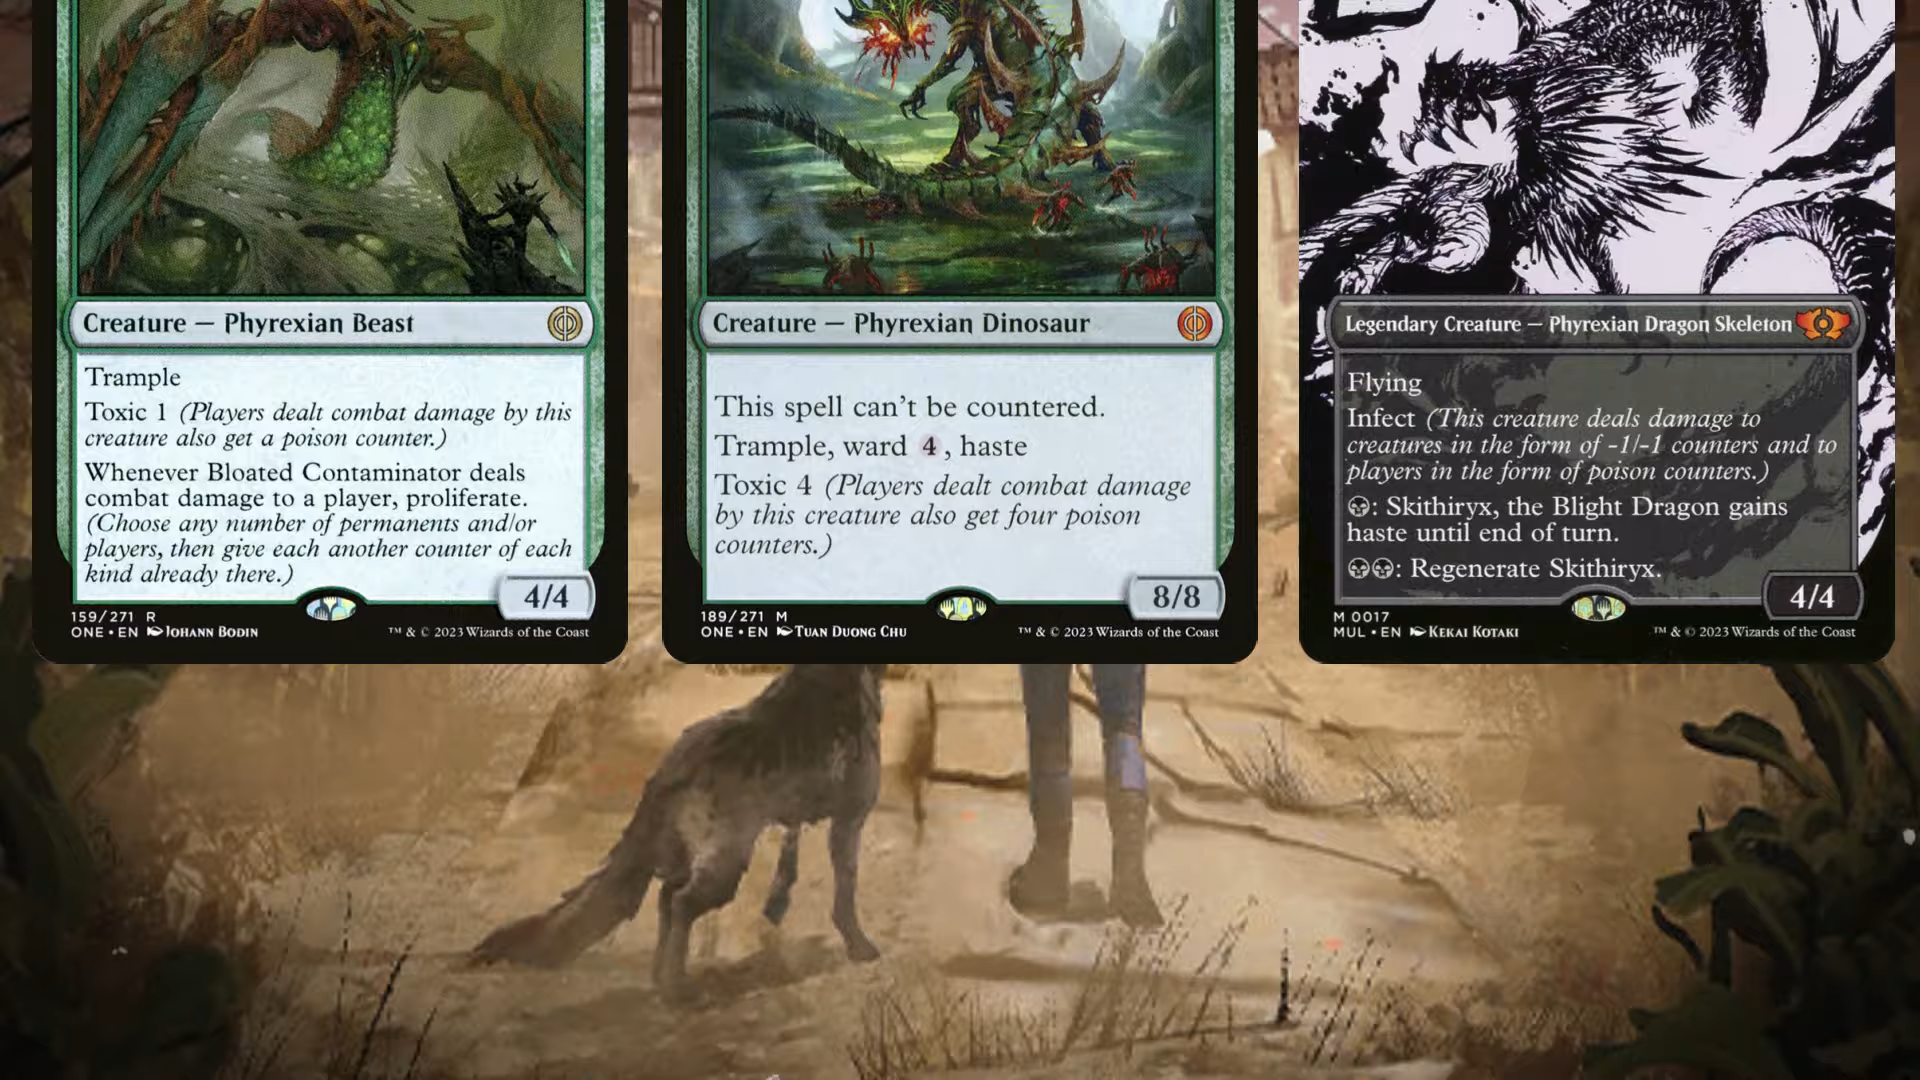 Creature — Phyrexian Beast
Trample
Toxic 1 (Players dealt combat damage by this
creature also get a poison counter.)
Whenever Bloated Contaminator deals
combat damage to a player, proliferate.
(Choose any number of permanents and/or
players, then give each another counter of each
kind already there.)
4/4
159/271 R
ONE • EN JOHANN BODIN
™ & © 2023 Wizards of the Coast
Creature — Phyrexian Dinosaur
This spell can't be countered.
Trample, ward 4, haste
Toxic 4 (Players dealt combat damage
by this creature also get four poison
counters.)
8/8
189/271 M
ONE • EN TUAN DUONG CHU
™ & © 2023 Wizards of the Coast
Legendary Creature — Phyrexian Dragon Skeleton
Flying
Infect (This creature deals damage to
creatures in the form of -1/-1 counters and to
players in the form of poison counters.)
: Skithiryx, the Blight Dragon gains
haste until end of turn.
: Regenerate Skithiryx.
4/4
M 0017
MUL • EN KEKAI KOTAKI
™ & © 2023 Wizards of the Coast